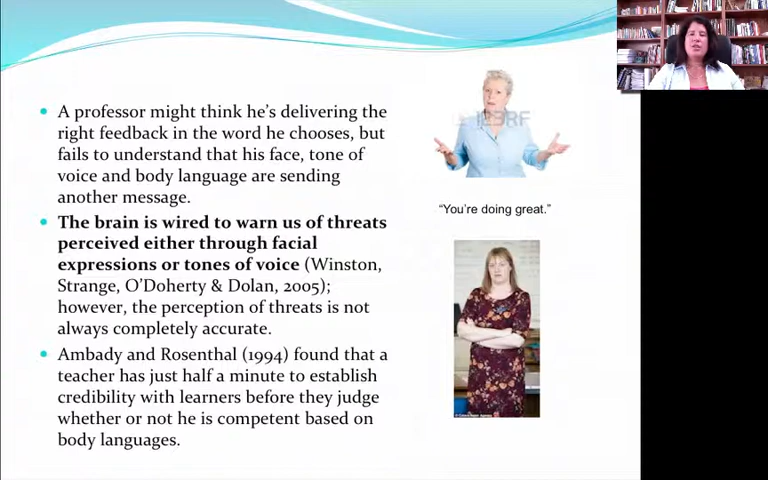 A professor might think he's delivering the
right feedback in the word he chooses, but
fails to understand that his face, tone of
voice and body language are sending
another message.
The brain is wired to warn us of threats
perceived either through facial
expressions or tones of voice (Winston,
Strange, O'Doherty & Dolan, 2005);
however, the perception of threats is not
always completely accurate.
Ambady and Rosenthal (1994) found that a
teacher has just half a minute to establish
credibility with learners before they judge
whether or not he is competent based on
body languages.
123RF
"You're doing great."